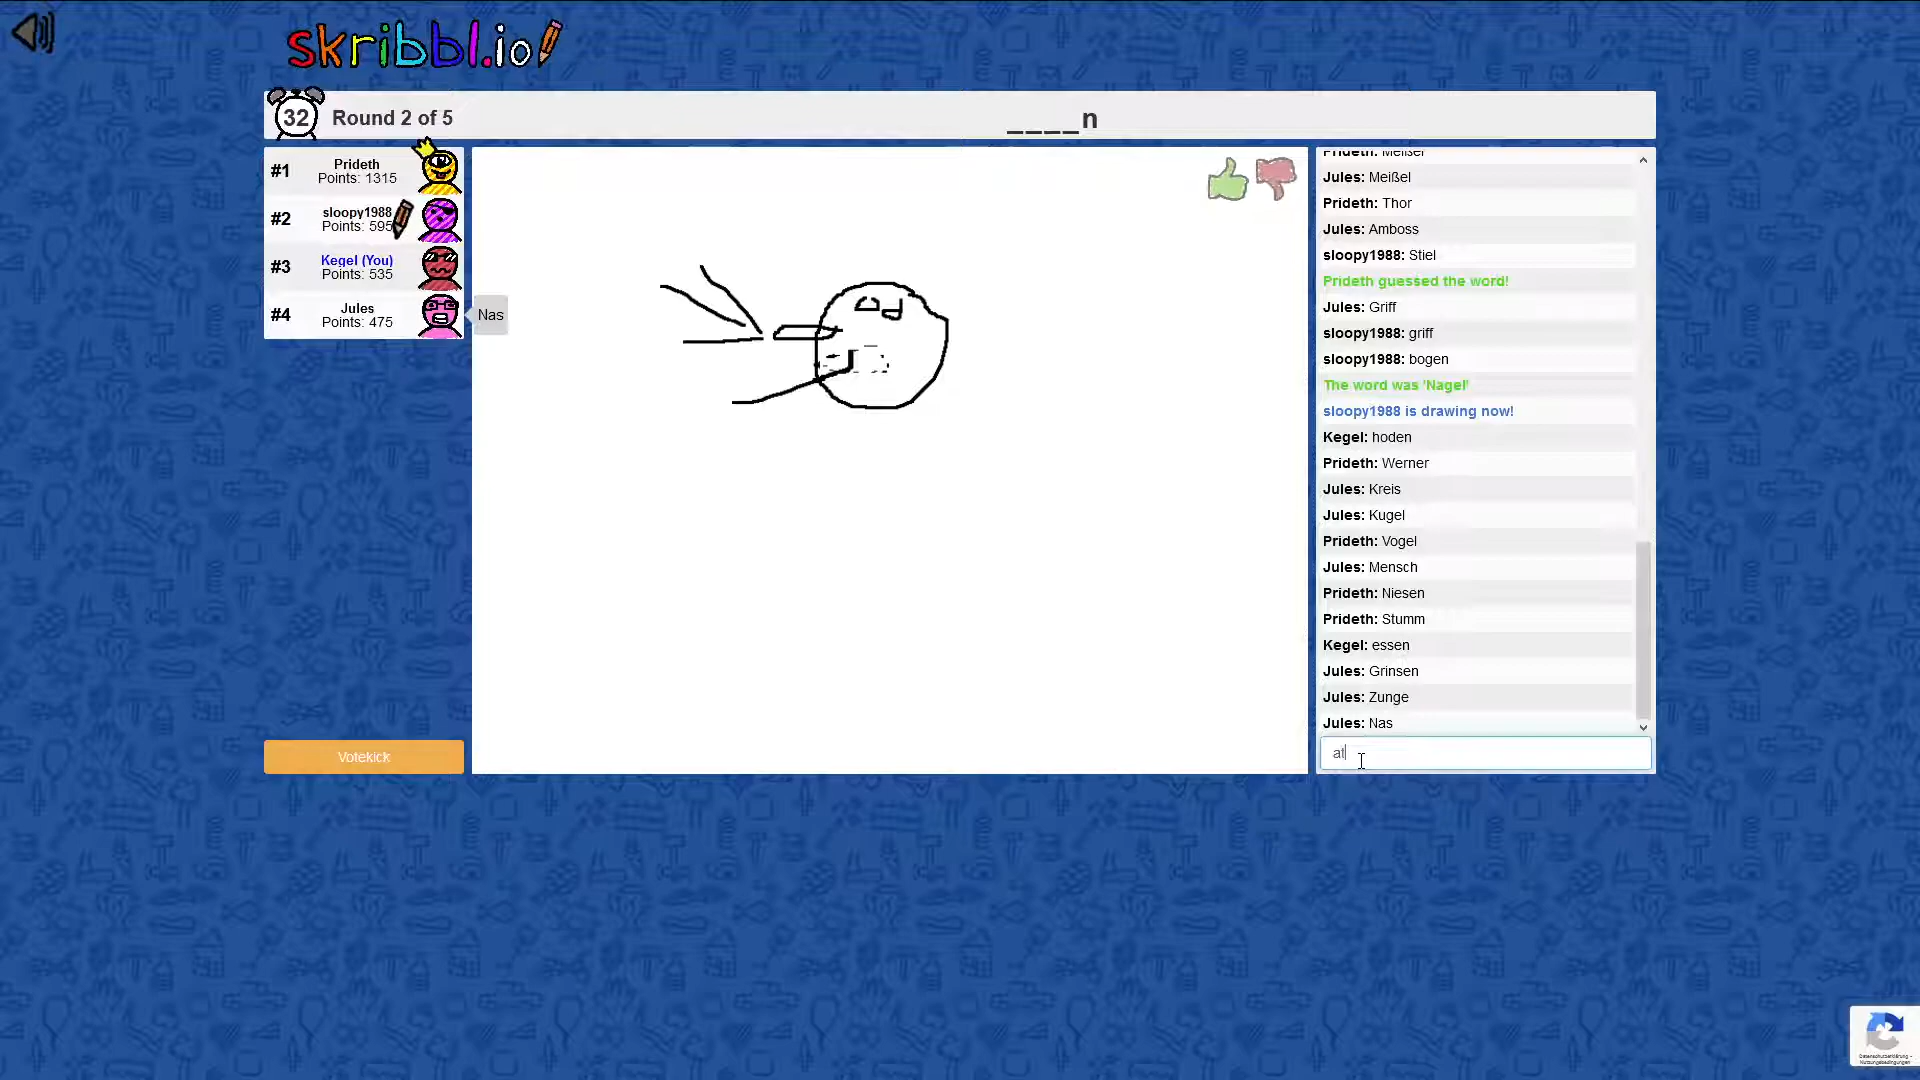 skribbl.io
32
Round 2 of 5
____n
#1
Prideth
Points: 1315
#2
sloopy1988
Points: 595
#3
Kegel (You)
Points: 535
#4
Jules
Points: 475
Nas
Votekick
Prideth: Meißel
Jules: Meißel
Prideth: Thor
Jules: Amboss
sloopy1988: Stiel
Prideth guessed the word!
Jules: Griff
sloopy1988: griff
sloopy1988: bogen
The word was 'Nagel'
sloopy1988 is drawing now!
Kegel: hoden
Prideth: Werner
Jules: Kreis
Jules: Kugel
Prideth: Vogel
Jules: Mensch
Prideth: Niesen
Prideth: Stumm
Kegel: essen
Jules: Grinsen
Jules: Zunge
Jules: Nas
at
Datenschutzerklärung -
Nutzungsbedingungen